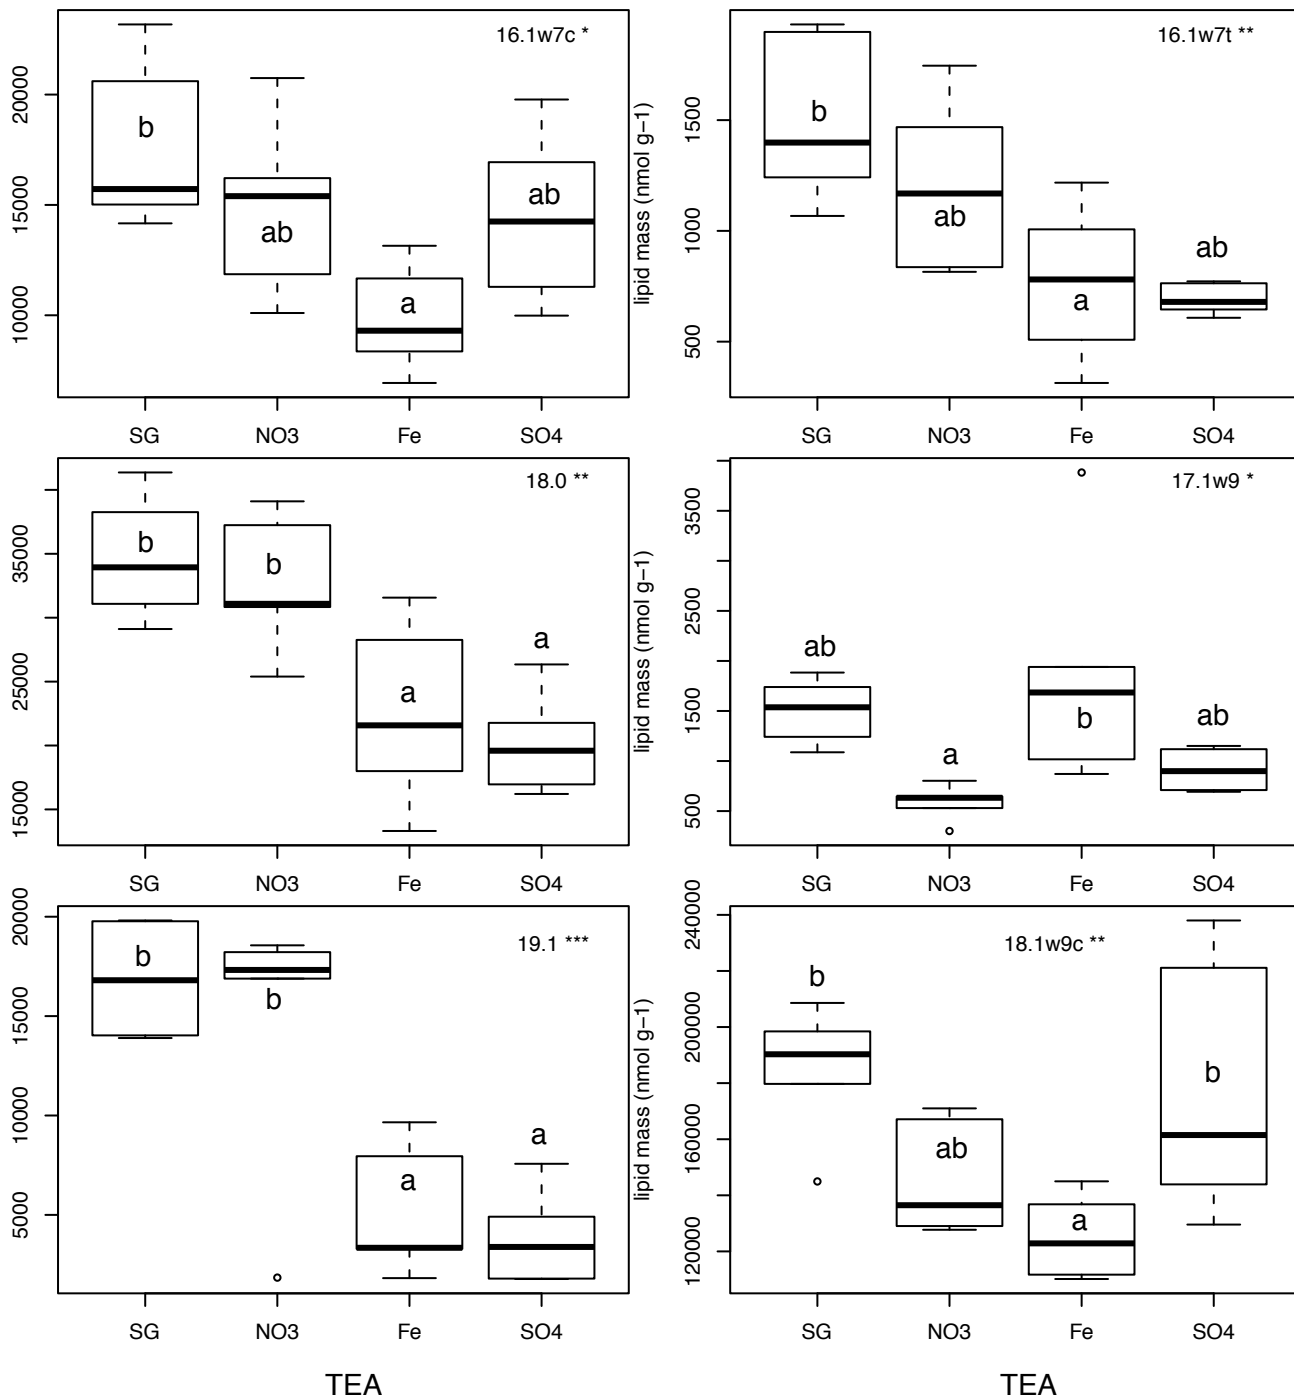 16.1w7c *
20000
15000
10000
b
ab
a
ab
SG NO3 Fe SO4
lipid mass (nmol g−1)
16.1w7t **
1500
1000
500
b
ab
a
ab
SG NO3 Fe SO4
18.0 **
35000
25000
15000
b
b
a
a
SG NO3 Fe SO4
lipid mass (nmol g−1)
17.1w9 *
3500
2500
1500
500
ab
a
b
ab
SG NO3 Fe SO4
19.1 ***
20000
15000
10000
5000
b
b
a
a
SG NO3 Fe SO4
TEA
lipid mass (nmol g−1)
18.1w9c **
240000
200000
160000
120000
b
ab
a
b
SG NO3 Fe SO4
TEA